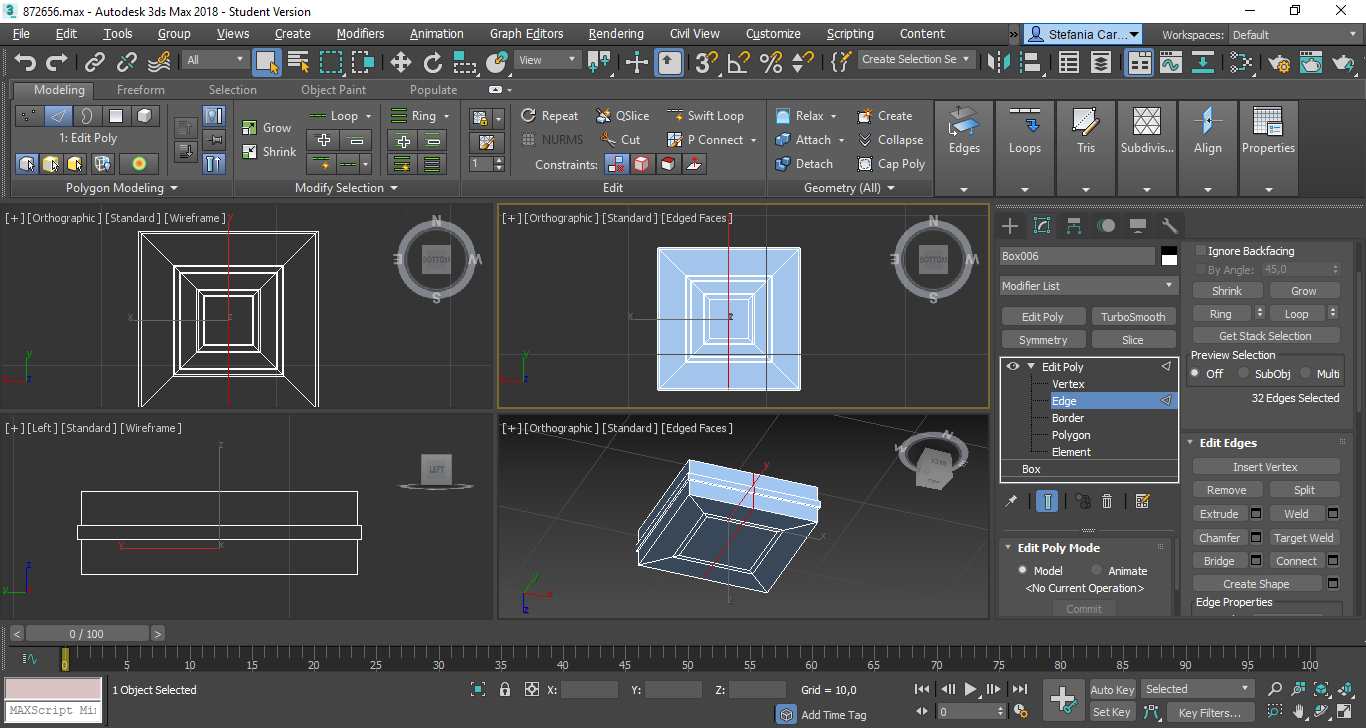 872656.max - Autodesk 3ds Max 2018 - Student Version
File Edit Tools Group Views Create Modifiers Animation Graph Editors Rendering Civil View Customize Scripting Content » Stefania Car... Workspaces: Default
All View Create Selection Se
Modeling Freeform Selection Object Paint Populate
1: Edit Poly
Polygon Modeling
Grow
Shrink
Loop
Ring
Modify Selection
1
Repeat QSlice Swift Loop
NURMS Cut P Connect
Constraints:
Edit
Relax Create
Attach Collapse
Detach Cap Poly
Geometry (All)
Edges Loops Tris Subdivis... Align Properties
[+] [Orthographic ] [Standard ] [Wireframe ]
[+] [Orthographic ] [Standard ] [Edged Faces ]
BOTTOM
N
E
W
S
x
y
z
BOTTOM
N
E
W
S
x
y
z
[+] [Left ] [Standard ] [Wireframe ]
LEFT
z
y
x
[+] [Orthographic ] [Standard ] [Edged Faces ]
N
W
BACK
y
x
z
Box006
Modifier List
Edit Poly TurboSmooth
Symmetry Slice
Edit Poly
Vertex
Edge
Border
Polygon
Element
Box
Edit Poly Mode
Model Animate
<No Current Operation>
Commit
Ignore Backfacing
By Angle: 45,0
Shrink Grow
Ring Loop
Get Stack Selection
Preview Selection
Off SubObj Multi
32 Edges Selected
Edit Edges
Insert Vertex
Remove Split
Extrude Weld
Chamfer Target Weld
Bridge Connect
Create Shape
Edge Properties
< 0 / 100 >
0 5 10 15 20 25 30 35 40 45 50 55 60 65 70 75 80 85 90 95 100
1 Object Selected
X: Y: Z: Grid = 10,0
Add Time Tag
MAXScript Mi
0
Auto Key Selected
Set Key Key Filters...